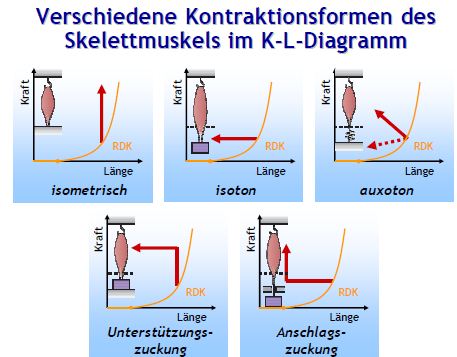 Verschiedene Kontraktionsformen des
Skelettmuskels im K-L-Diagramm
Kraft
RDK
Länge
isometrisch
Kraft
RDK
Länge
isoton
Kraft
RDK
Länge
auxoton
Kraft
RDK
Länge
Unterstützungs-
zuckung
Kraft
RDK
Länge
Anschlags-
zuckung